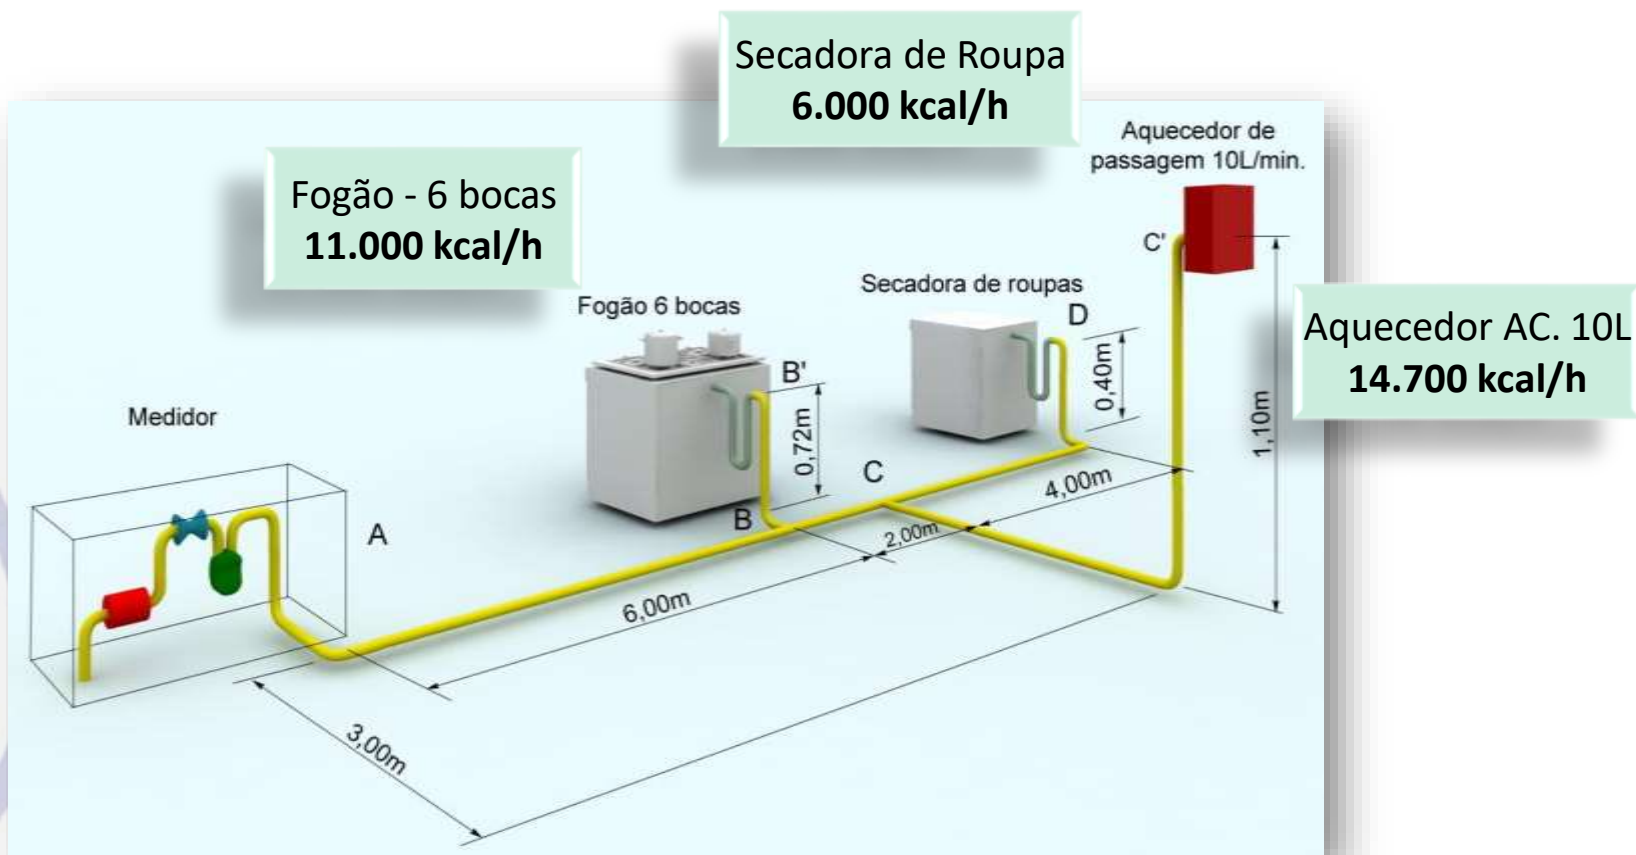 Secadora de Roupa
6.000 kcal/h
Fogão - 6 bocas
11.000 kcal/h
Aquecedor de
passagem 10L/min.
C'
Secadora de roupas
D
Fogão 6 bocas
Aquecedor AC. 10L
14.700 kcal/h
B'
0,40m
Medidor
0,72m
1,10m
C
4,00m
B
A
2,00m
6,00m
3,00m